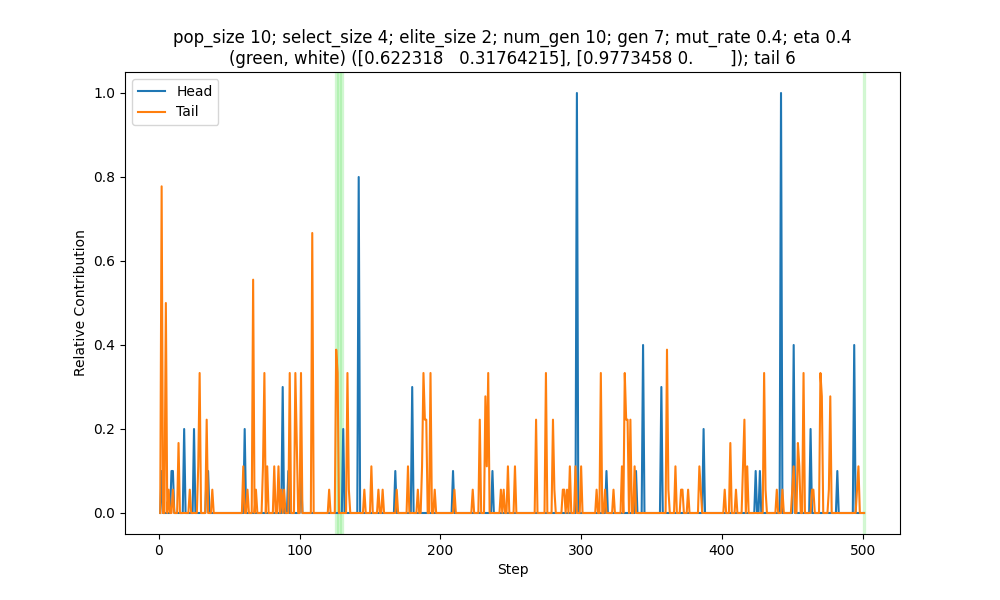 pop_size 10; select_size 4; elite_size 2; num_gen 10; gen 7; mut_rate 0.4; eta 0.4
(green, white) ([0.622318   0.31764215], [0.9773458 0.        ]); tail 6
Head
Tail
1.0
0.8
0.6
0.4
0.2
0.0
Relative Contribution
0
100
200
300
400
500
Step